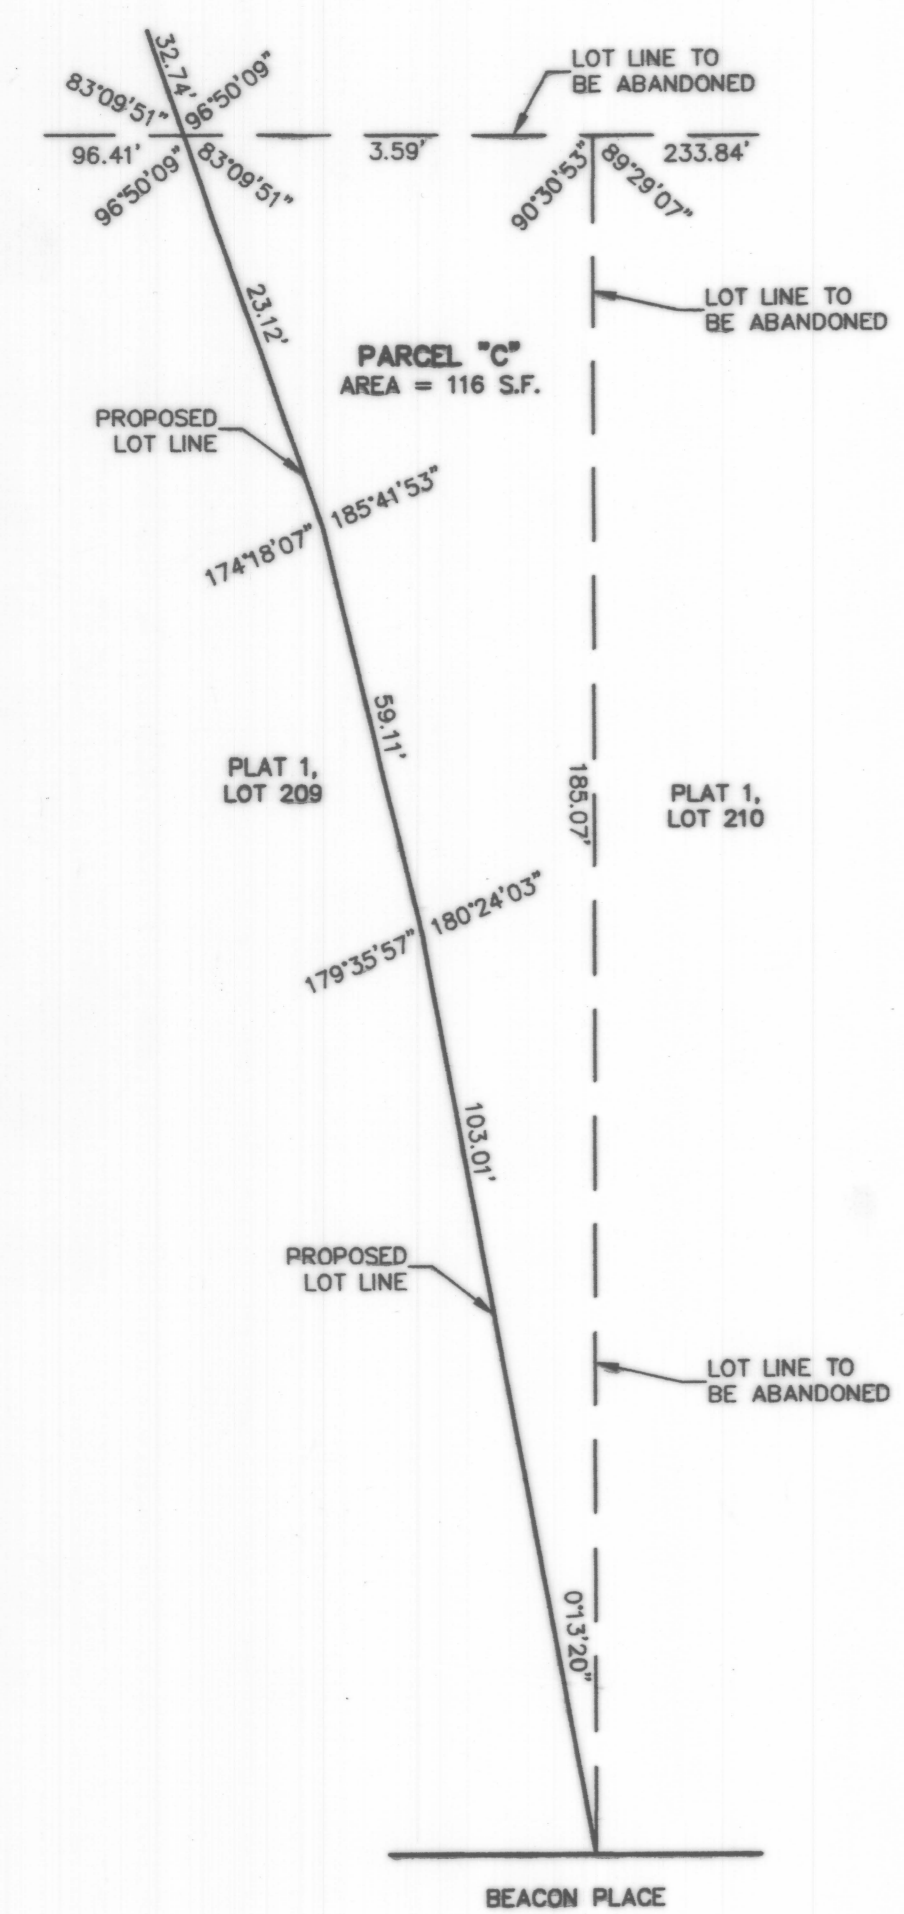 32.74'
LOT LINE TO
BE ABANDONED
83°09'51"
96°50'09"
96.41'
3.59'
233.84'
96°50'09"
83°09'51"
90°30'53"
89°29'07"
23.12'
LOT LINE TO
BE ABANDONED
PARCEL "C"
AREA = 116 S.F.
PROPOSED
LOT LINE
174°18'07"
185°41'53"
59.11'
PLAT 1,
LOT 209
185.07'
PLAT 1,
LOT 210
179°35'57"
180°24'03"
103.01'
PROPOSED
LOT LINE
LOT LINE TO
BE ABANDONED
0°13'20"
BEACON PLACE